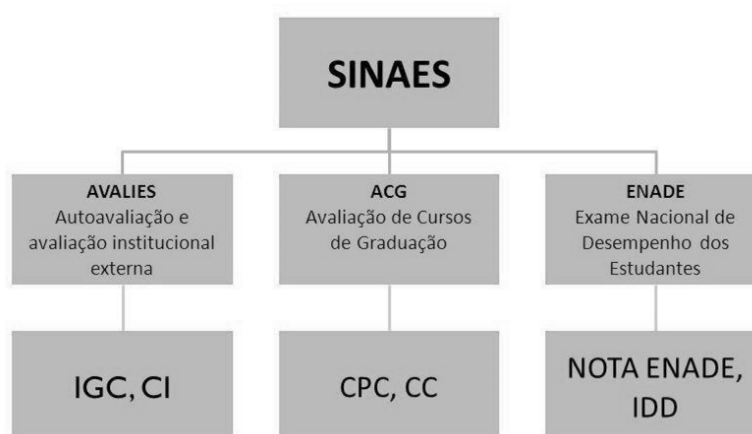 SINAES
AVALIES
Autoavaliação e
avaliação institucional
externa
ACG
Avaliação de Cursos
de Graduação
ENADE
Exame Nacional de
Desempenho dos
Estudantes
IGC, CI
CPC, CC
NOTA ENADE,
IDD